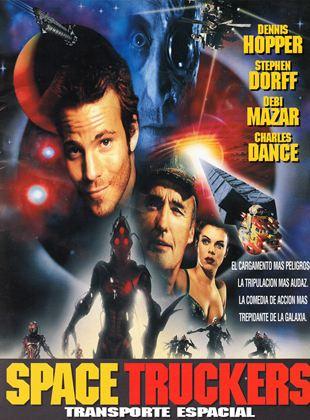 DENNIS
HOPPER
STEPHEN
DORFF
DEBI
MAZAR
CHARLES
DANCE
EL CARGAMENTO MAS PELIGROSO
LA TRIPULACION MAS AUDAZ.
LA COMEDIA DE ACCION MAS
TREPIDANTE DE LA GALAXIA.
SPACE TRUCKERS
TRANSPORTE ESPACIAL